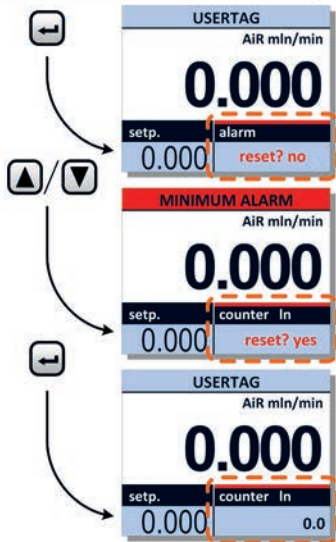 USERTAG
AiR mln/min
0.000
setp. alarm
0.000 reset? no
/
MINIMUM ALARM
AiR mln/min
0.000
setp. counter ln
0.000 reset? yes
USERTAG
AiR mln/min
0.000
setp. counter ln
0.000 0.0